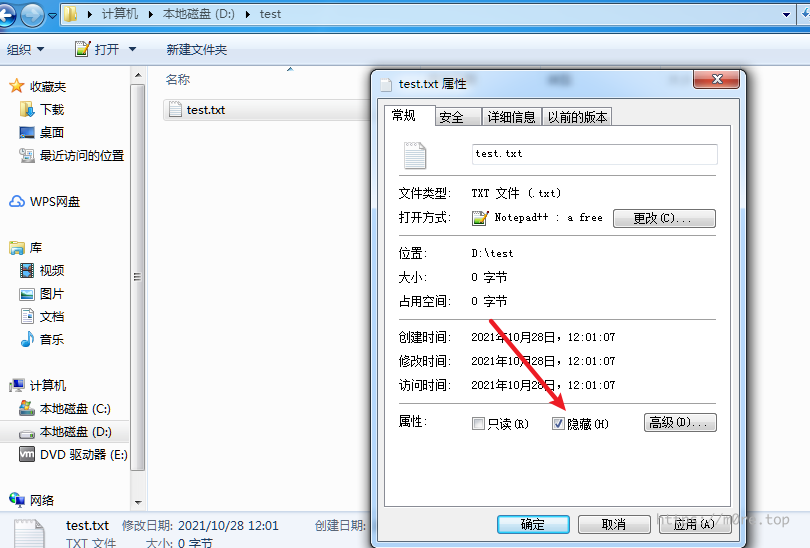 计算机 本地磁盘 (D:) test
组织 打开 新建文件夹
收藏夹
下载
桌面
最近访问的位置
WPS网盘
库
视频
图片
文档
音乐
计算机
本地磁盘 (C:)
本地磁盘 (D:)
DVD 驱动器 (E:)
网络
名称
test.txt
test.txt 属性
常规 安全 详细信息 以前的版本
test.txt
文件类型: TXT 文件 (.txt)
打开方式: Notepad++ : a free 更改(C)...
位置: D:\test
大小: 0 字节
占用空间: 0 字节
创建时间: 2021年10月28日，12:01:07
修改时间: 2021年10月28日，12:01:07
访问时间: 2021年10月28日，12:01:07
属性: 只读(R) 隐藏(H) 高级(D)...
确定 取消 应用(A)
test.txt 修改日期: 2021/10/28 12:01 创建日期:
TXT 文件 大小: 0 字节
vm